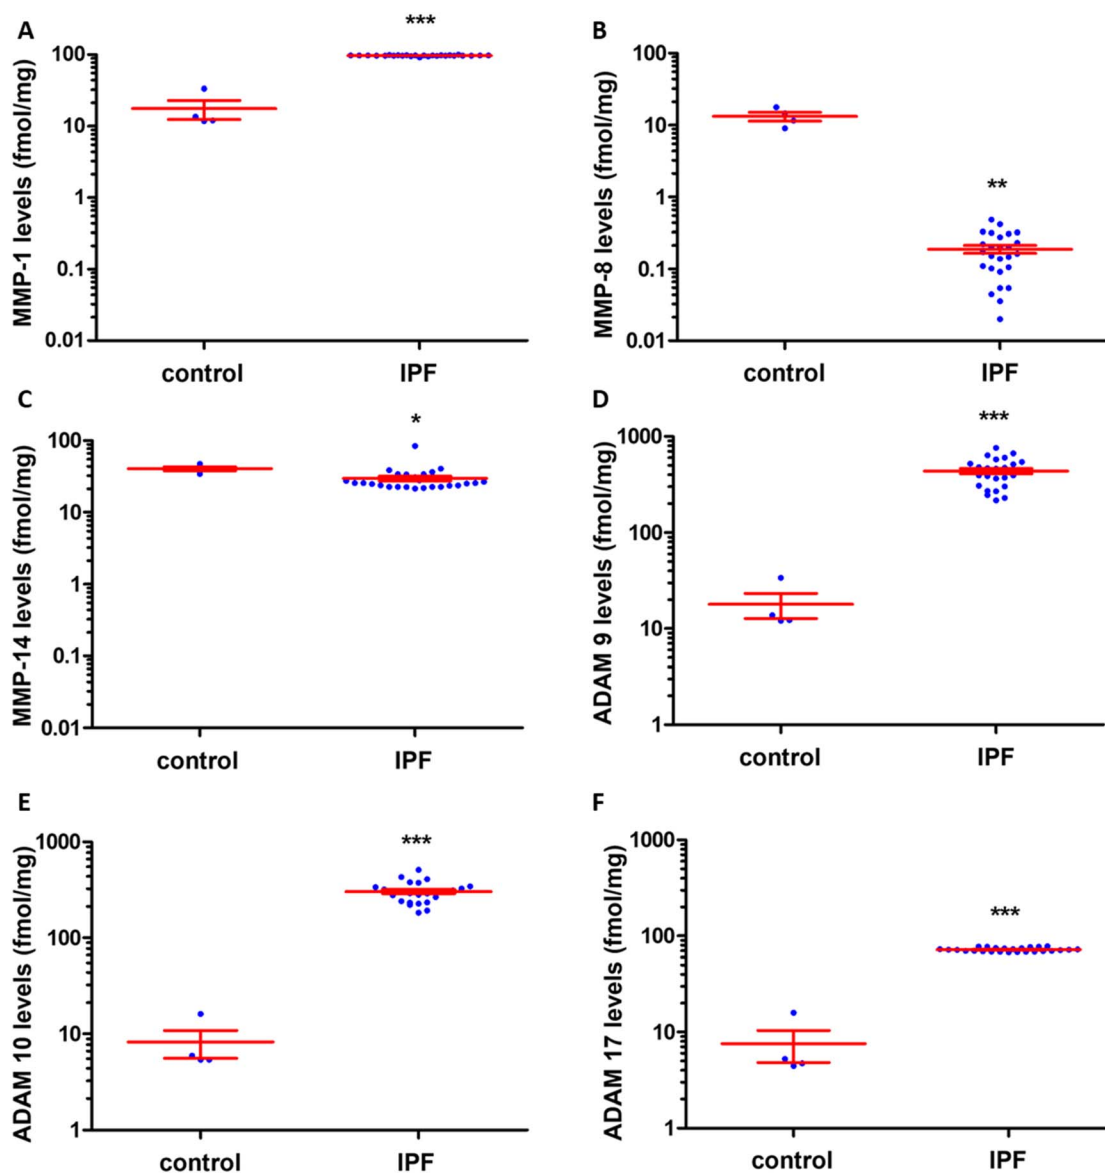 A
MMP-1 levels (fmol/mg)
100
10
1
0.1
0.01
***
control
IPF
B
MMP-8 levels (fmol/mg)
100
10
1
0.1
0.01
**
control
IPF
C
MMP-14 levels (fmol/mg)
100
10
1
0.1
0.01
*
control
IPF
D
ADAM 9 levels (fmol/mg)
1000
100
10
1
***
control
IPF
E
ADAM 10 levels (fmol/mg)
1000
100
10
1
***
control
IPF
F
ADAM 17 levels (fmol/mg)
1000
100
10
1
***
control
IPF